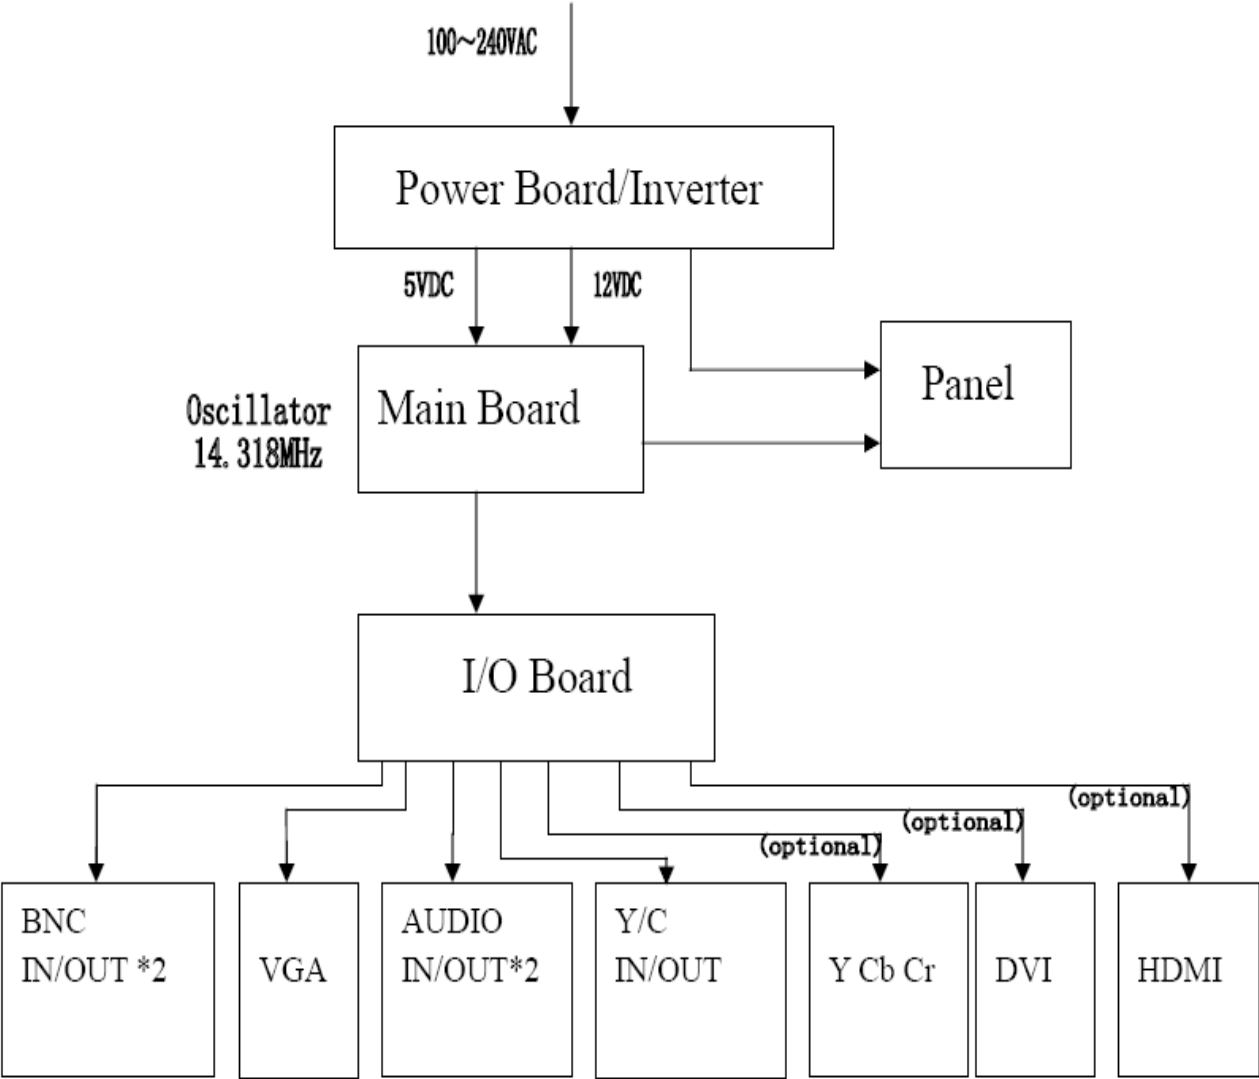 100~240VAC
Power Board/Inverter
5VDC
12VDC
Panel
Main Board
Oscillator
14.318MHz
I/O Board
(optional)
(optional)
(optional)
BNC
IN/OUT *2
VGA
AUDIO
IN/OUT*2
Y/C
IN/OUT
Y Cb Cr
DVI
HDMI